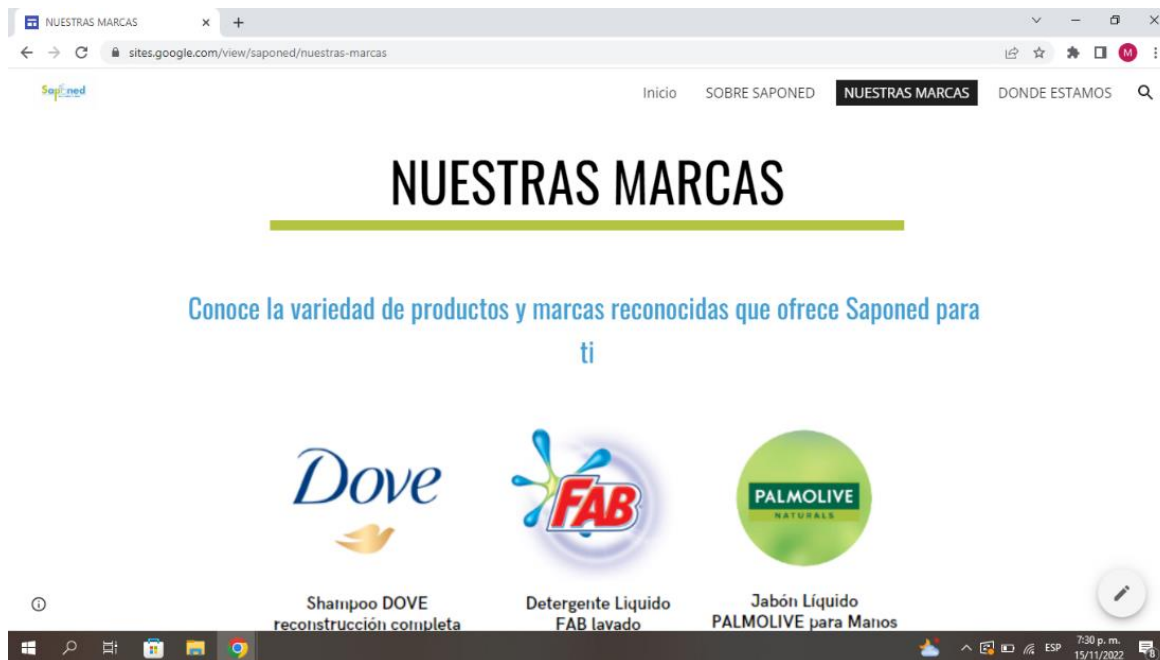 NUESTRAS MARCAS
sites.google.com/view/saponed/nuestras-marcas
M
Saponed
Inicio SOBRE SAPONED NUESTRAS MARCAS DONDE ESTAMOS
NUESTRAS MARCAS
Conoce la variedad de productos y marcas reconocidas que ofrece Saponed para
ti
Dove FAB PALMOLIVE
NATURALS
Shampoo DOVE Detergente Liquido Jabón Líquido
reconstrucción completa FAB lavado PALMOLIVE para Manos
ESP 7:30 p. m.
15/11/2022